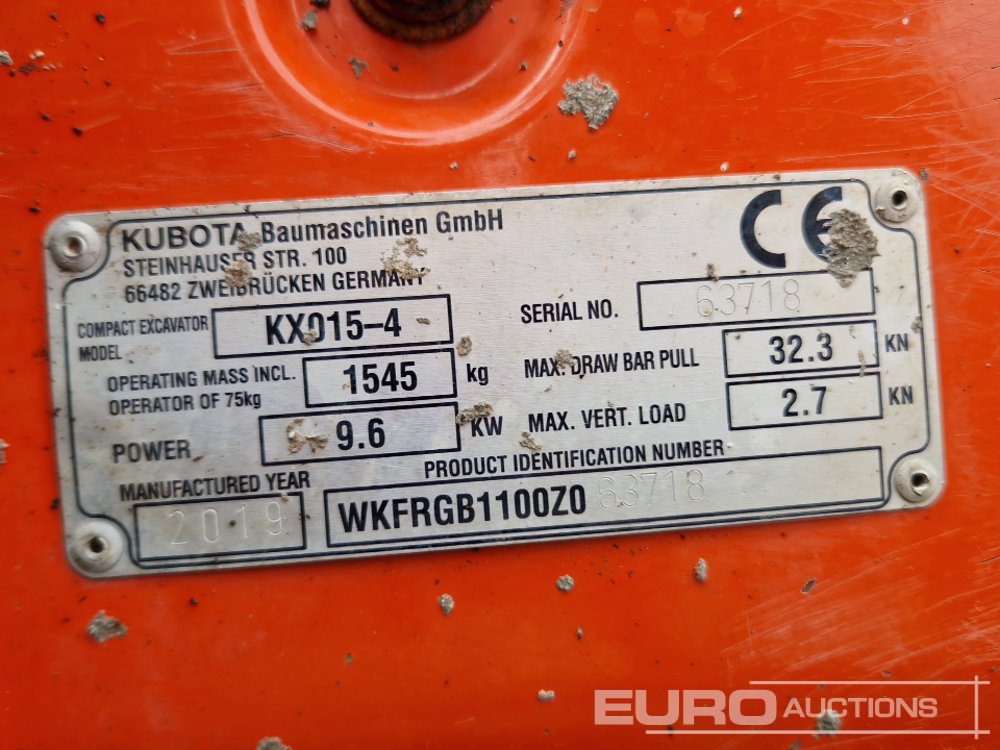 KUBOTA Baumaschinen GmbH
STEINHAUSER STR. 100
66482 ZWEIBRÜCKEN GERMANY
CE
COMPACT EXCAVATOR MODEL KX015-4
SERIAL NO. 63718
OPERATING MASS INCL. OPERATOR OF 75kg 1545 kg
MAX. DRAW BAR PULL 32.3 KN
POWER 9.6 KW
MAX. VERT. LOAD 2.7 KN
MANUFACTURED YEAR 2019
PRODUCT IDENTIFICATION NUMBER
WKFRGB1100Z063718
EURO AUCTIONS